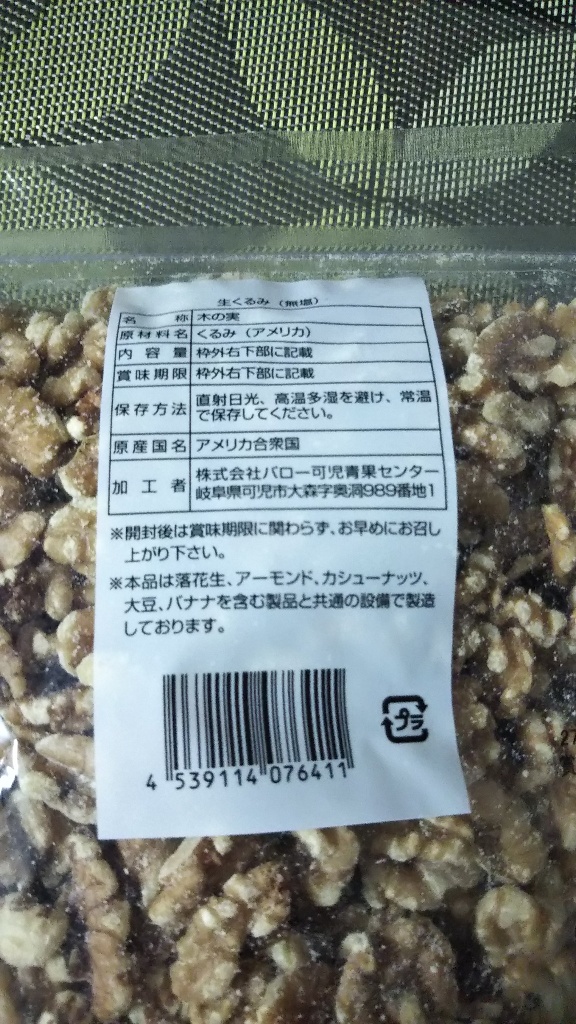 生くるみ（無塩）
名称 木の実
原材料名 くるみ（アメリカ）
内容量 枠外右下部に記載
賞味期限 枠外右下部に記載
保存方法 直射日光、高温多湿を避け、常温
で保存してください。
原産国名 アメリカ合衆国
加工者 株式会社バロー可児青果センター
岐阜県可児市大森字奥洞989番地1
※開封後は賞味期限に関わらず、お早めにお召し
上がり下さい。
※本品は落花生、アーモンド、カシューナッツ、
大豆、バナナを含む製品と共通の設備で製造
しております。
プラ
4 539114 076411
27